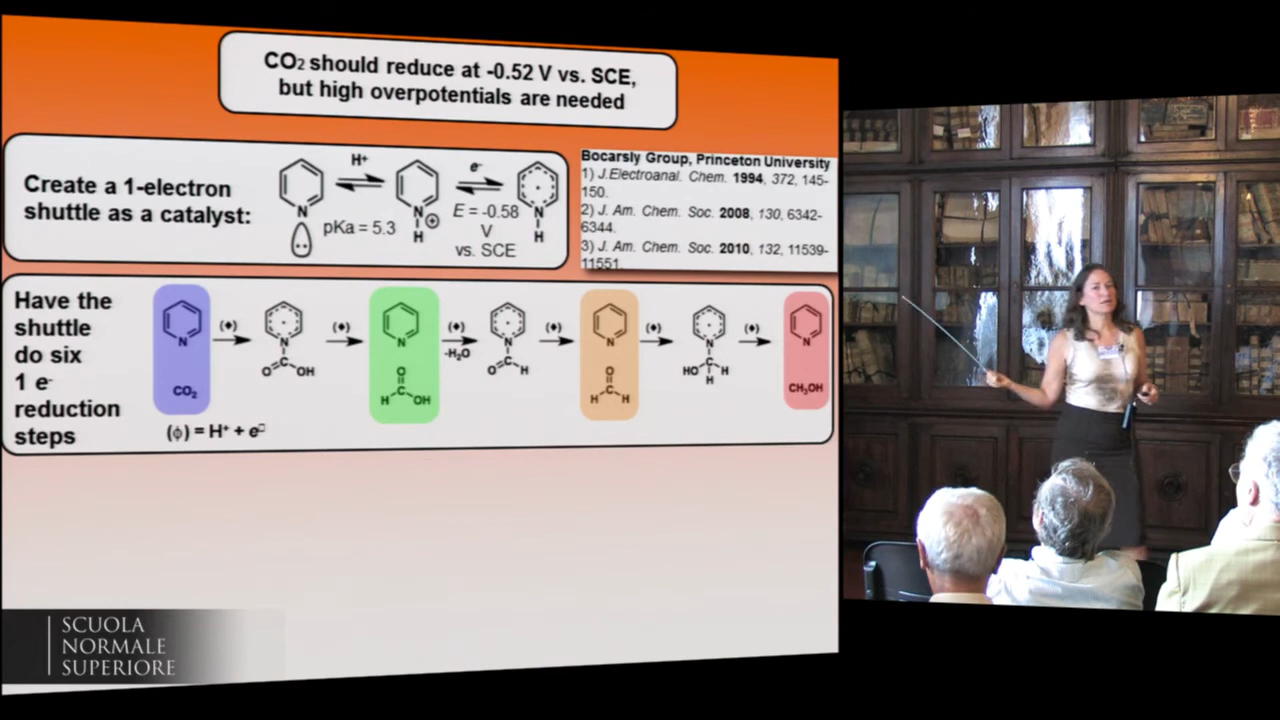 CO₂ should reduce at -0.52 V vs. SCE,
but high overpotentials are needed
Create a 1-electron
shuttle as a catalyst:
H⁺
e⁻
N
pKa = 5.3
N
⊕
H
E = -0.58
V
vs. SCE
N
H
Bocarsly Group, Princeton University
1) J.Electroanal. Chem. 1994, 372, 145-
150.
2) J. Am. Chem. Soc. 2008, 130, 6342-
6344.
3) J. Am. Chem. Soc. 2010, 132, 11539-
11551.
Have the
shuttle
do six
1 e⁻
reduction
steps
N
CO₂
(♦)
N
O
C
OH
(♦)
N
O
H
C
OH
(♦)
-H₂O
N
O
C
H
(♦)
N
O
H
C
H
(♦)
N
HO
C
H
H
(♦)
N
CH₃OH
(ϕ) = H⁺ + e□
SCUOLA
NORMALE
SUPERIORE